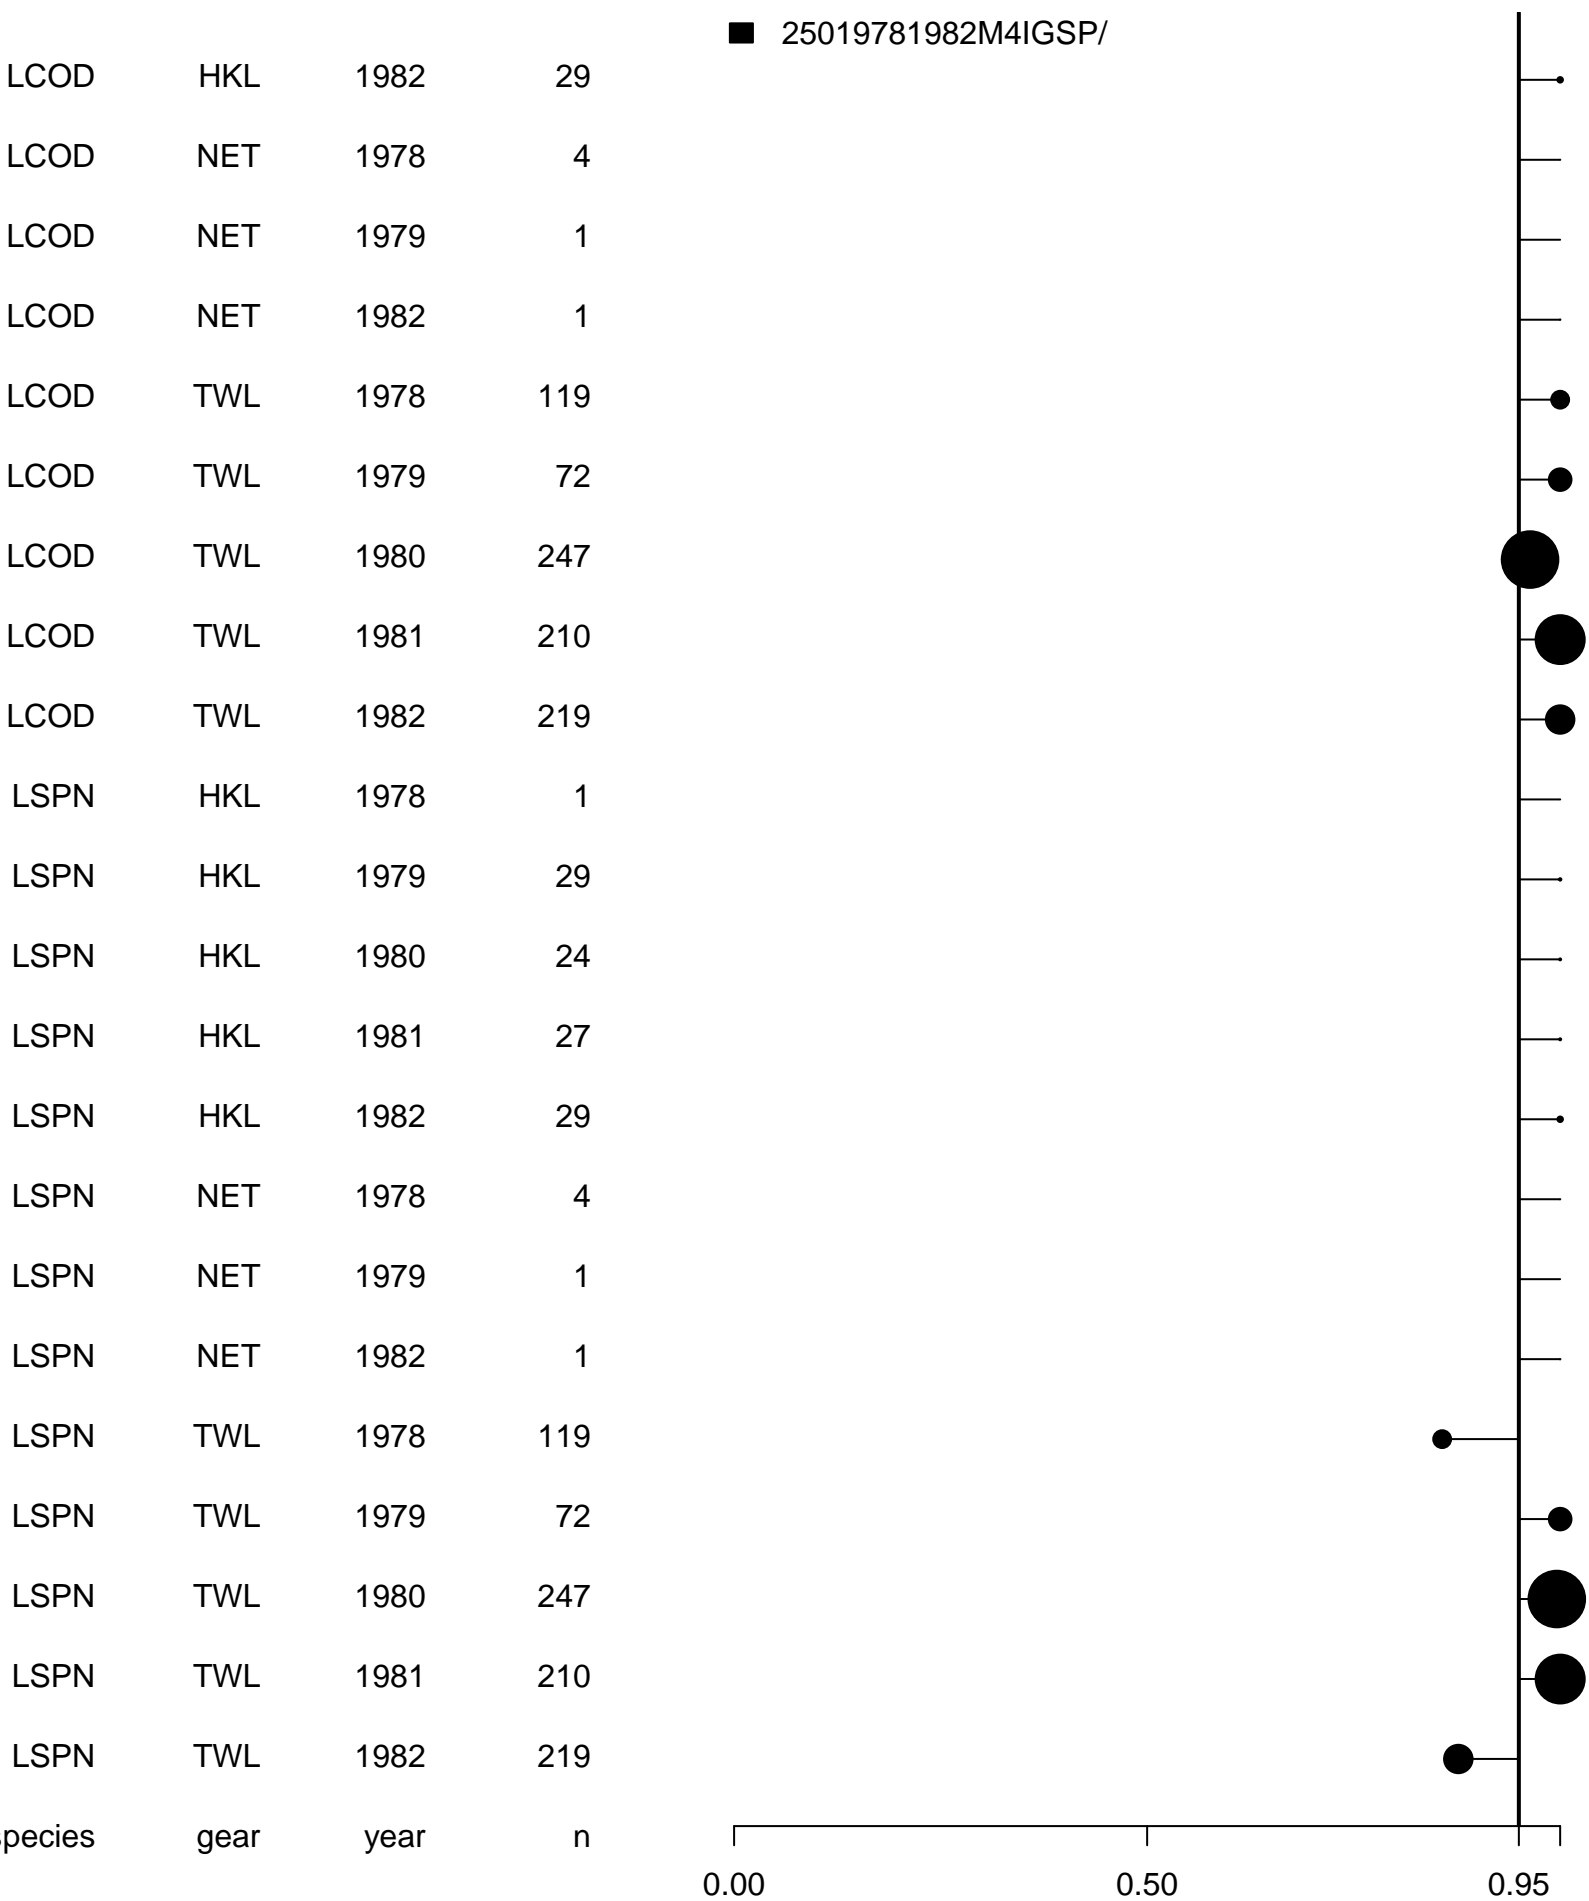 25019781982M4IGSP/
LCOD HKL 1982 29
LCOD NET 1978 4
LCOD NET 1979 1
LCOD NET 1982 1
LCOD TWL 1978 119
LCOD TWL 1979 72
LCOD TWL 1980 247
LCOD TWL 1981 210
LCOD TWL 1982 219
LSPN HKL 1978 1
LSPN HKL 1979 29
LSPN HKL 1980 24
LSPN HKL 1981 27
LSPN HKL 1982 29
LSPN NET 1978 4
LSPN NET 1979 1
LSPN NET 1982 1
LSPN TWL 1978 119
LSPN TWL 1979 72
LSPN TWL 1980 247
LSPN TWL 1981 210
LSPN TWL 1982 219
pecies gear year n
0.00 0.50 0.95